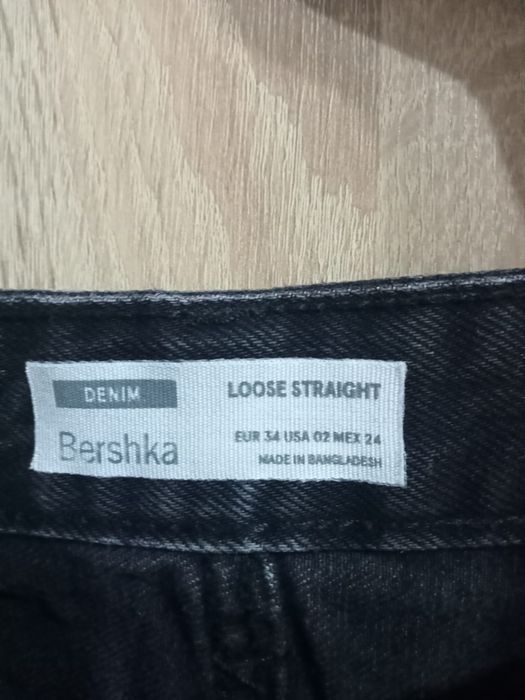 DENIM
Bershka
LOOSE STRAIGHT
EUR 34 USA 02 MEX 24
MADE IN BANGLADESH